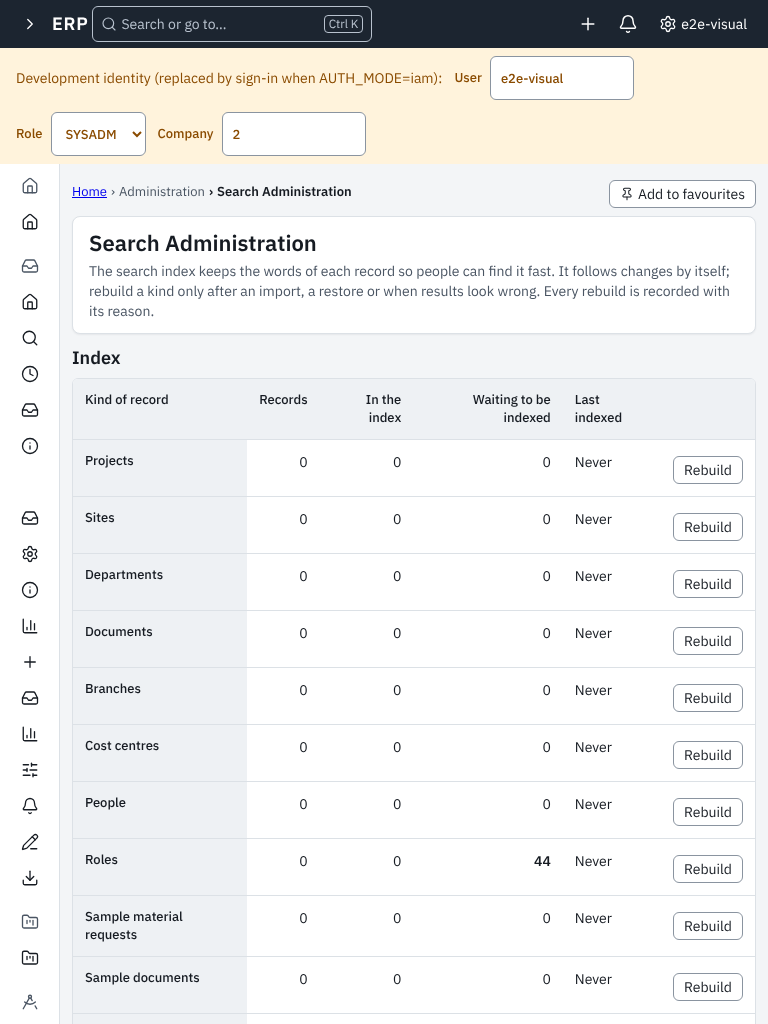 ERP Search or go to... Ctrl K e2e-visual
Development identity (replaced by sign-in when AUTH_MODE=iam): User e2e-visual
Role SYSADM Company 2
Home › Administration › Search Administration Add to favourites
Search Administration
The search index keeps the words of each record so people can find it fast. It follows changes by itself;
rebuild a kind only after an import, a restore or when results look wrong. Every rebuild is recorded with
its reason.
Index
Kind of record Records In the index Waiting to be indexed Last indexed
Projects 0 0 0 Never Rebuild
Sites 0 0 0 Never Rebuild
Departments 0 0 0 Never Rebuild
Documents 0 0 0 Never Rebuild
Branches 0 0 0 Never Rebuild
Cost centres 0 0 0 Never Rebuild
People 0 0 0 Never Rebuild
Roles 0 0 44 Never Rebuild
Sample material requests 0 0 0 Never Rebuild
Sample documents 0 0 0 Never Rebuild